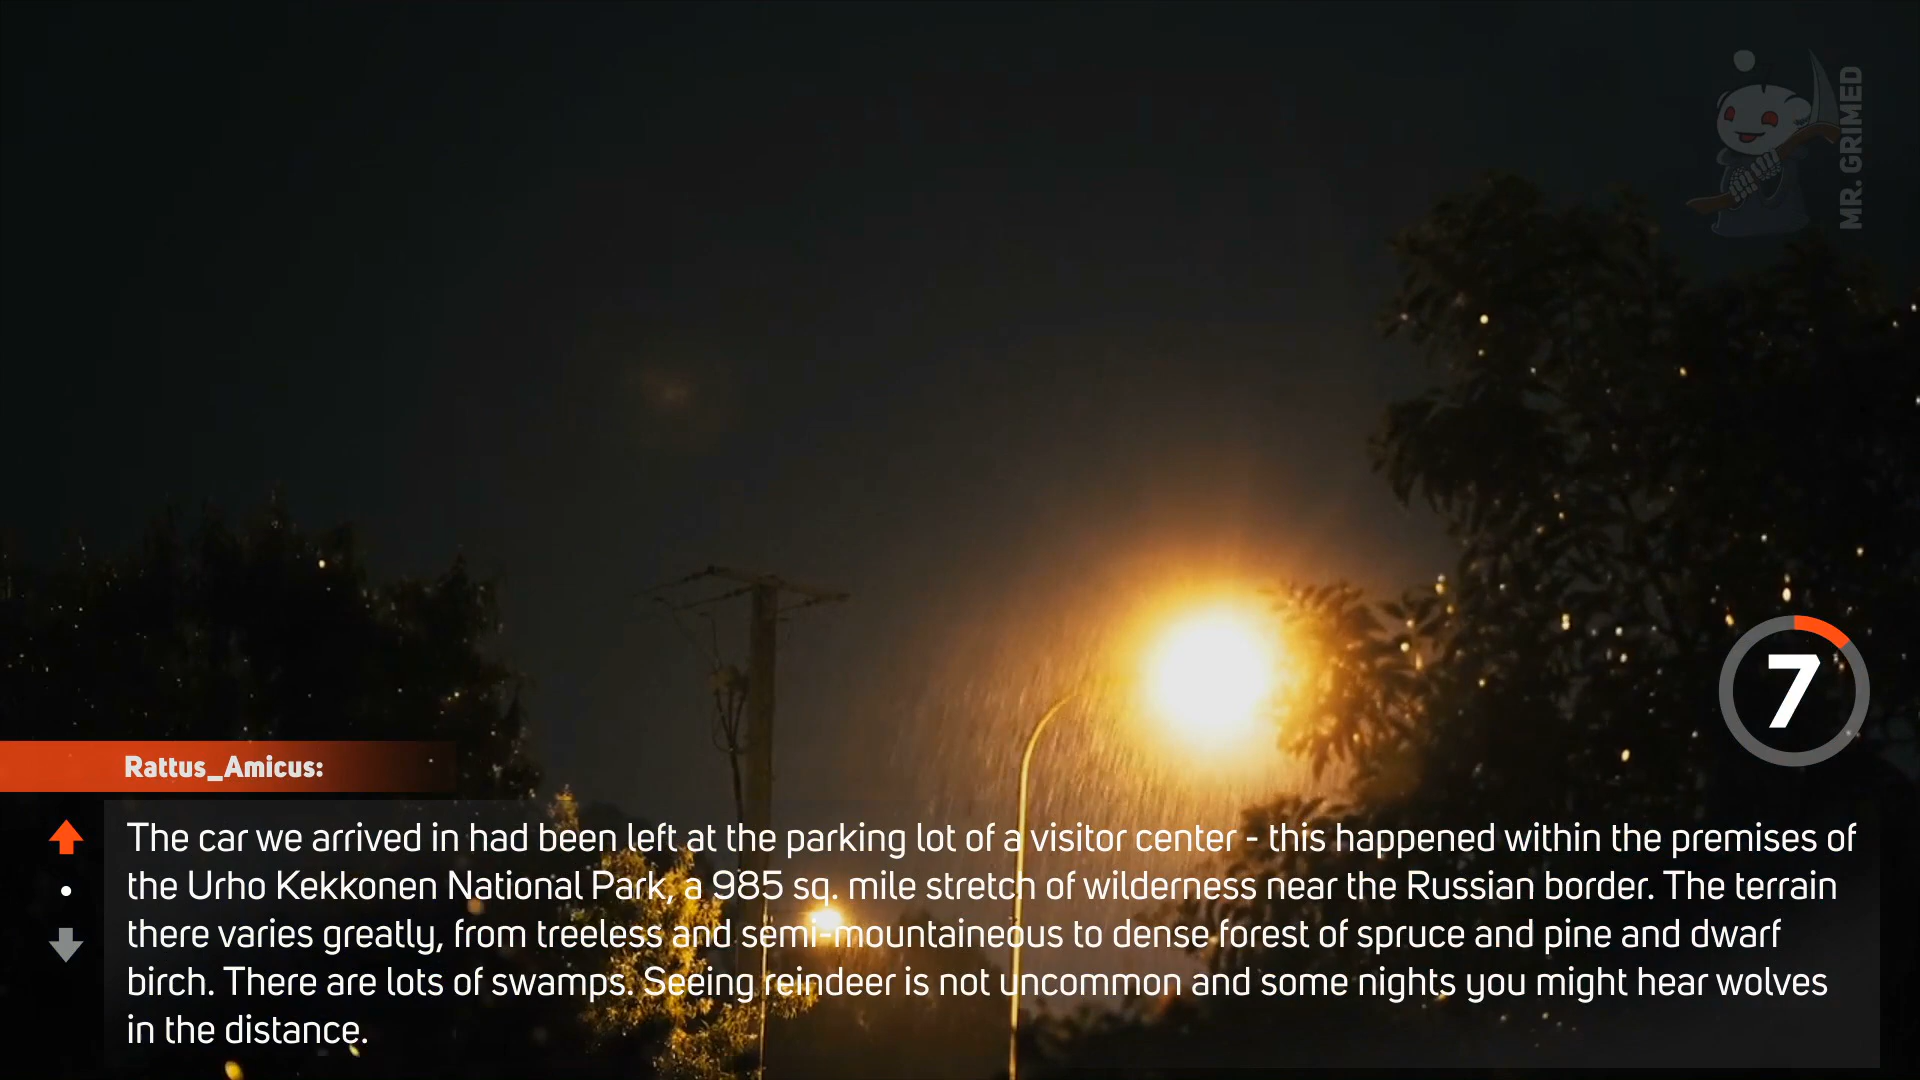 MR. GRIMED
7
Rattus_Amicus:
The car we arrived in had been left at the parking lot of a visitor center - this happened within the premises of
the Urho Kekkonen National Park, a 985 sq. mile stretch of wilderness near the Russian border. The terrain
there varies greatly, from treeless and semi-mountaineous to dense forest of spruce and pine and dwarf
birch. There are lots of swamps. Seeing reindeer is not uncommon and some nights you might hear wolves
in the distance.